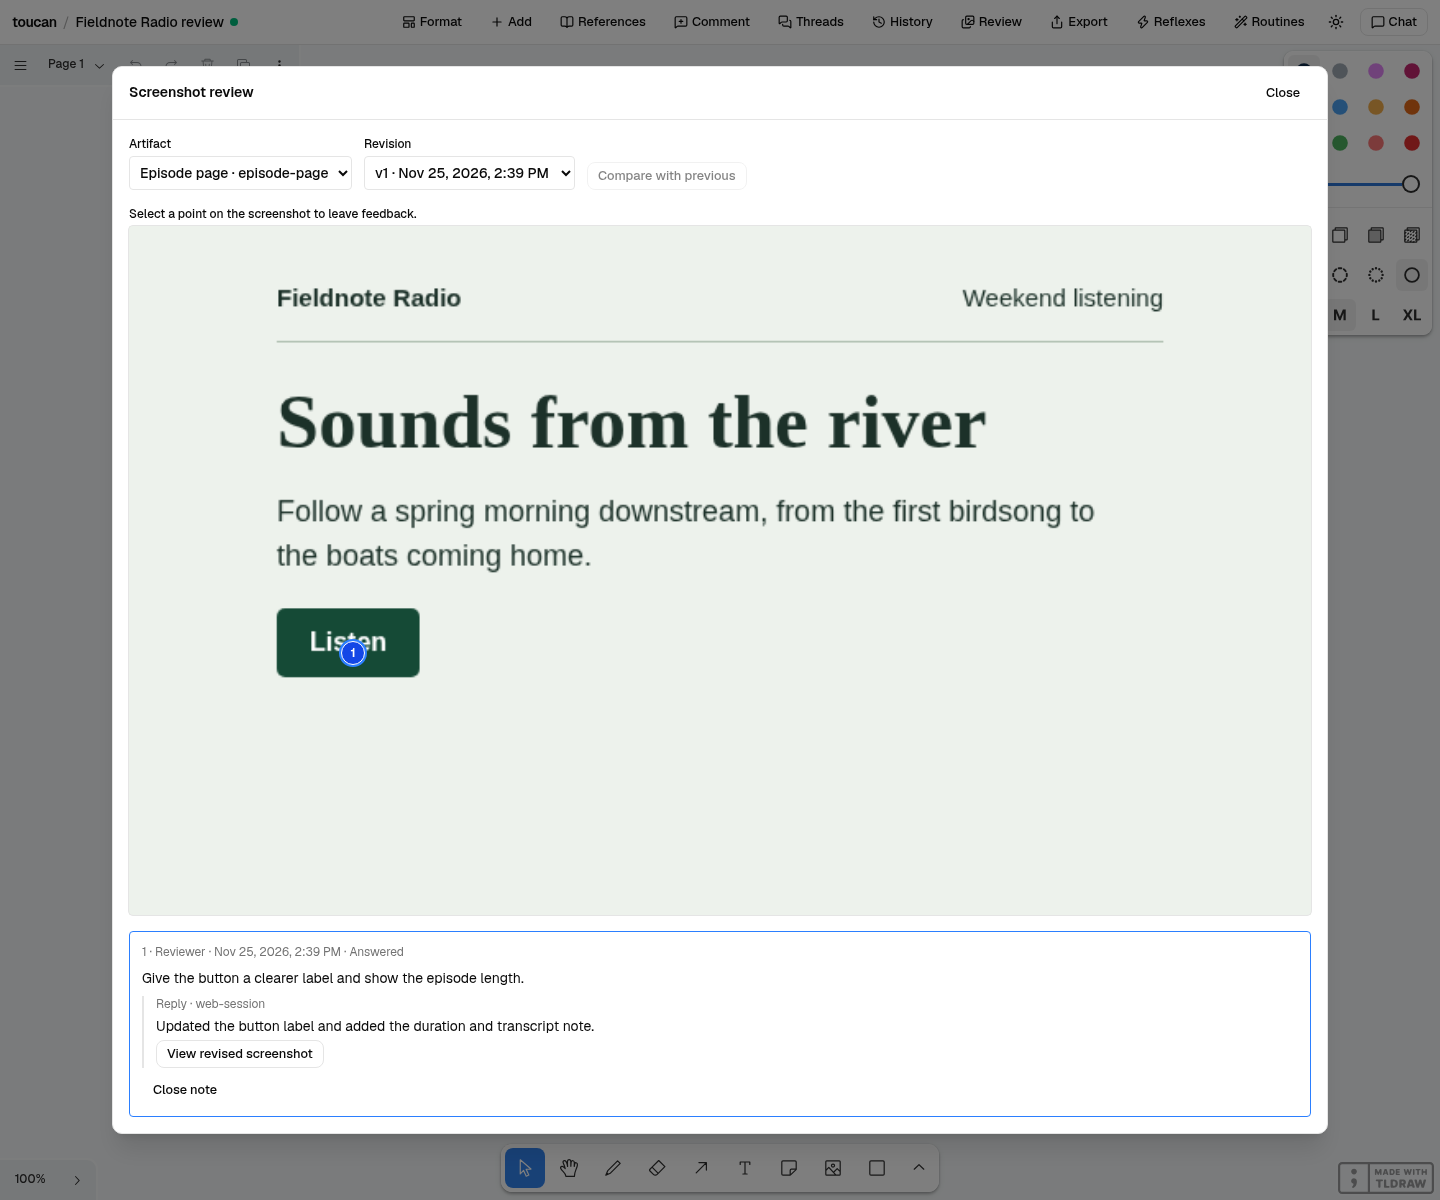 toucan / Fieldnote Radio review
Format
Add
References
Comment
Threads
History
Review
Export
Reflexes
Routines
Chat
Page 1
Screenshot review
Close
Artifact
Revision
Episode page · episode-page
v1 · Nov 25, 2026, 2:39 PM
Compare with previous
Select a point on the screenshot to leave feedback.
Fieldnote Radio
Weekend listening
Sounds from the river
Follow a spring morning downstream, from the first birdsong to
the boats coming home.
Listen
1
M
L
XL
1 · Reviewer · Nov 25, 2026, 2:39 PM · Answered
Give the button a clearer label and show the episode length.
Reply · web-session
Updated the button label and added the duration and transcript note.
View revised screenshot
Close note
100%
T
MADE WITH
TLDRAW